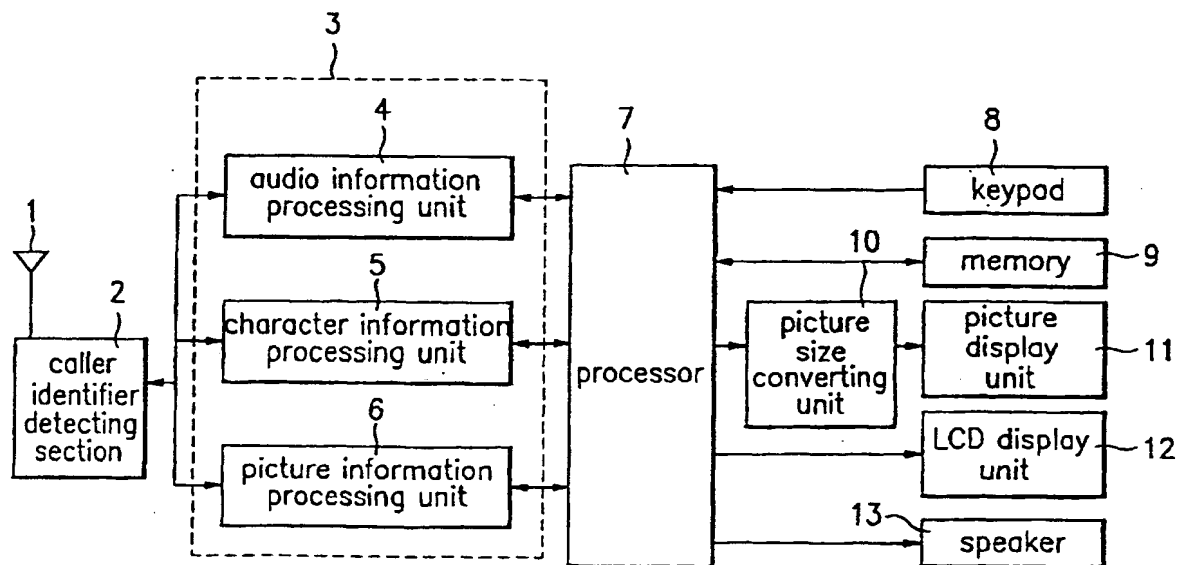 3
4
audio information
processing unit
5
character information
processing unit
6
picture information
processing unit
1
2
caller
identifier
detecting
section
7
processor
8
keypad
9
memory
10
picture
size
converting
unit
11
picture
display
unit
12
LCD display
unit
13
speaker